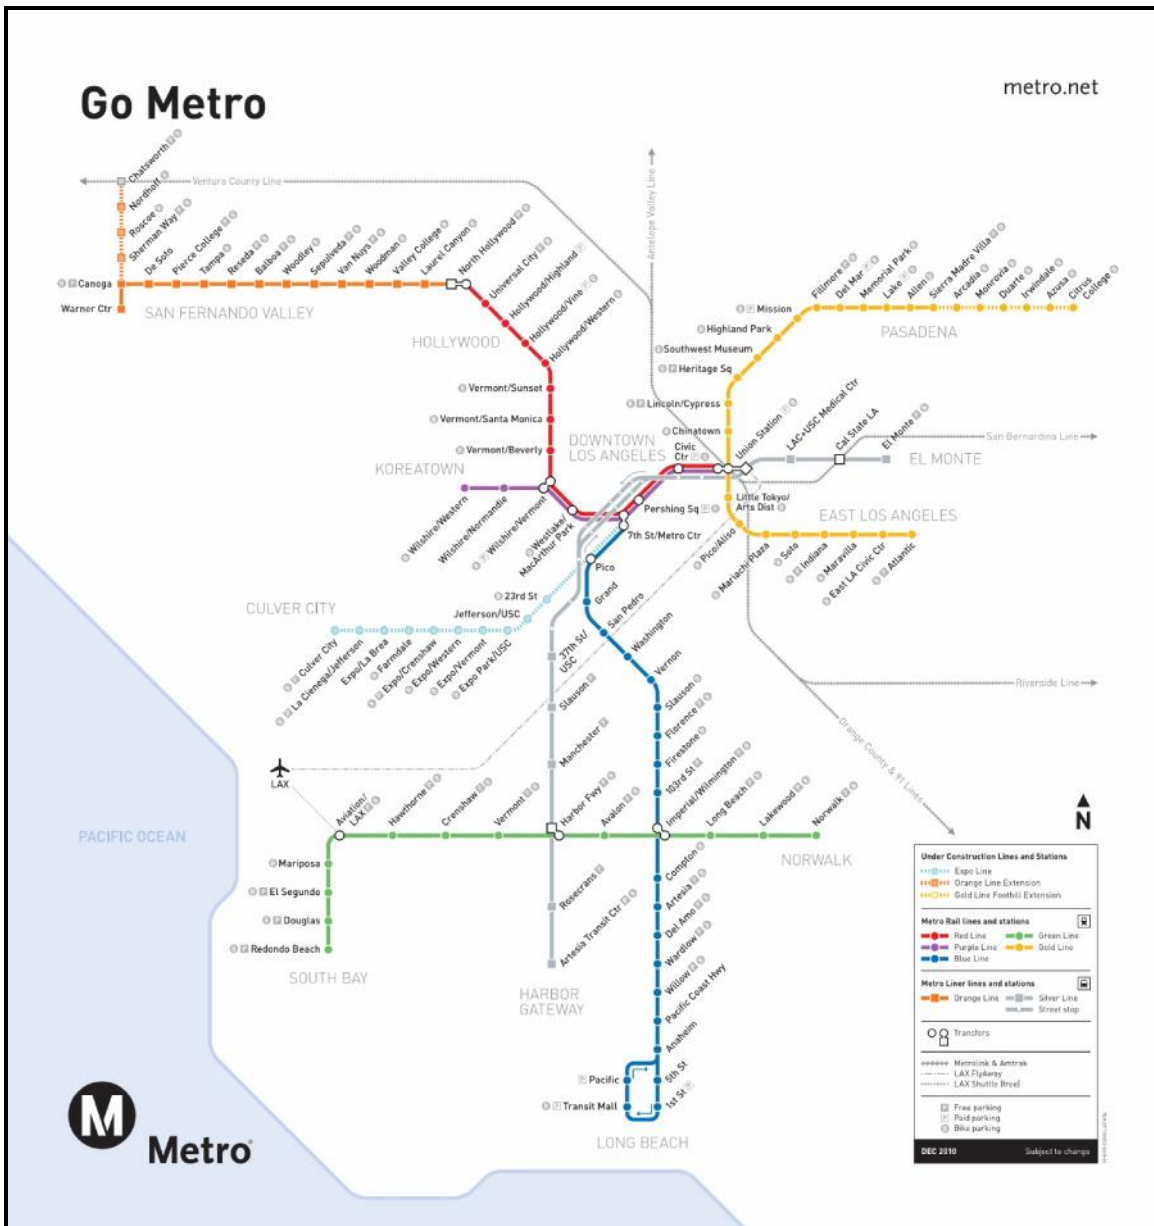 Go Metro
metro.net
Chatsworth
Nordhoff
Roscoe
Sherman Way
Canoga
Warner Ctr
De Soto
Pierce College
Tampa
Reseda
Balboa
Woodley
Sepulveda
Van Nuys
Woodman
Valley College
Laurel Canyon
North Hollywood
SAN FERNANDO VALLEY
Ventura County Line
Antelope Valley Line
Universal City
Hollywood/Highland
Hollywood/Vine
Hollywood/Western
HOLLYWOOD
Vermont/Sunset
Vermont/Santa Monica
Vermont/Beverly
KOREATOWN
Wilshire/Western
Wilshire/Normandie
Wilshire/Vermont
Westlake/
MacArthur Park
DOWNTOWN
LOS ANGELES
Civic
Ctr
Pershing Sq
7th St/Metro Ctr
Union Station
Mission
Highland Park
Southwest Museum
Heritage Sq
Lincoln/Cypress
Chinatown
Fillmore
Del Mar
Memorial Park
Lake
Allen
Sierra Madre Villa
Arcadia
Monrovia
Duarte
Irwindale
Azusa
Citrus
College
PASADENA
LAC+USC Medical Ctr
Cal State LA
El Monte
EL MONTE
San Bernardino Line
Little Tokyo/
Arts Dist
EAST LOS ANGELES
Pico/Aliso
Mariachi Plaza
Soto
Indiana
Maravilla
East LA Civic Ctr
Atlantic
Pico
Grand
San Pedro
Washington
Vernon
Slauson
Florence
Firestone
103rd St
Imperial/Wilmington
23rd St
Jefferson/USC
CULVER CITY
Culver City
La Cienega/Jefferson
Expo/La Brea
Farmdale
Expo/Crenshaw
Expo/Western
Expo/Vermont
Expo Park/USC
37th St/
USC
Slauson
Manchester
Harbor Fwy
Rosecrans
Artesia Transit Ctr
HARBOR
GATEWAY
Riverside Line
Orange County & 91 Lines
LAX
Aviation/
LAX
Hawthorne
Crenshaw
Vermont
Avalon
Long Beach
Lakewood
Norwalk
NORWALK
Mariposa
El Segundo
Douglas
Redondo Beach
SOUTH BAY
PACIFIC OCEAN
Compton
Artesia
Del Amo
Wardlow
Willow
Pacific Coast Hwy
Anaheim
Pacific
5th St
Transit Mall
1st St
LONG BEACH
N
Under Construction Lines and Stations
Expo Line
Orange Line Extension
Gold Line Foothill Extension
Metro Rail lines and stations
Red Line
Green Line
Purple Line
Gold Line
Blue Line
Metro Liner lines and stations
Orange Line
Silver Line
Street stop
Transfers
Metrolink & Amtrak
LAX FlyAway
LAX Shuttle (free)
P Free parking
P Paid parking
Bike parking
DEC 2010
Subject to change
M
Metro